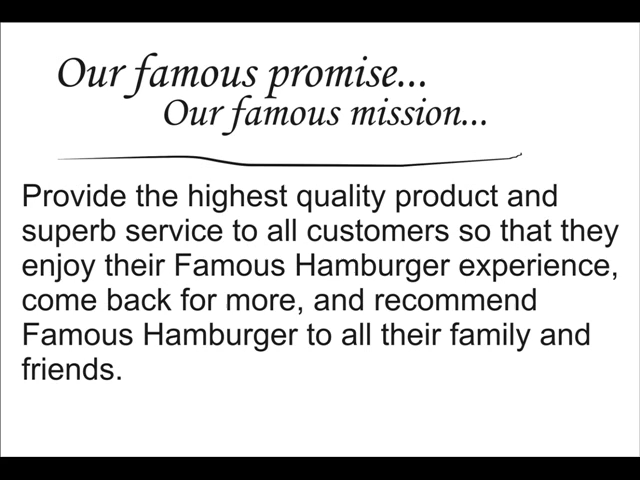 Our famous promise...
Our famous mission...
Provide the highest quality product and
superb service to all customers so that they
enjoy their Famous Hamburger experience,
come back for more, and recommend
Famous Hamburger to all their family and
friends.